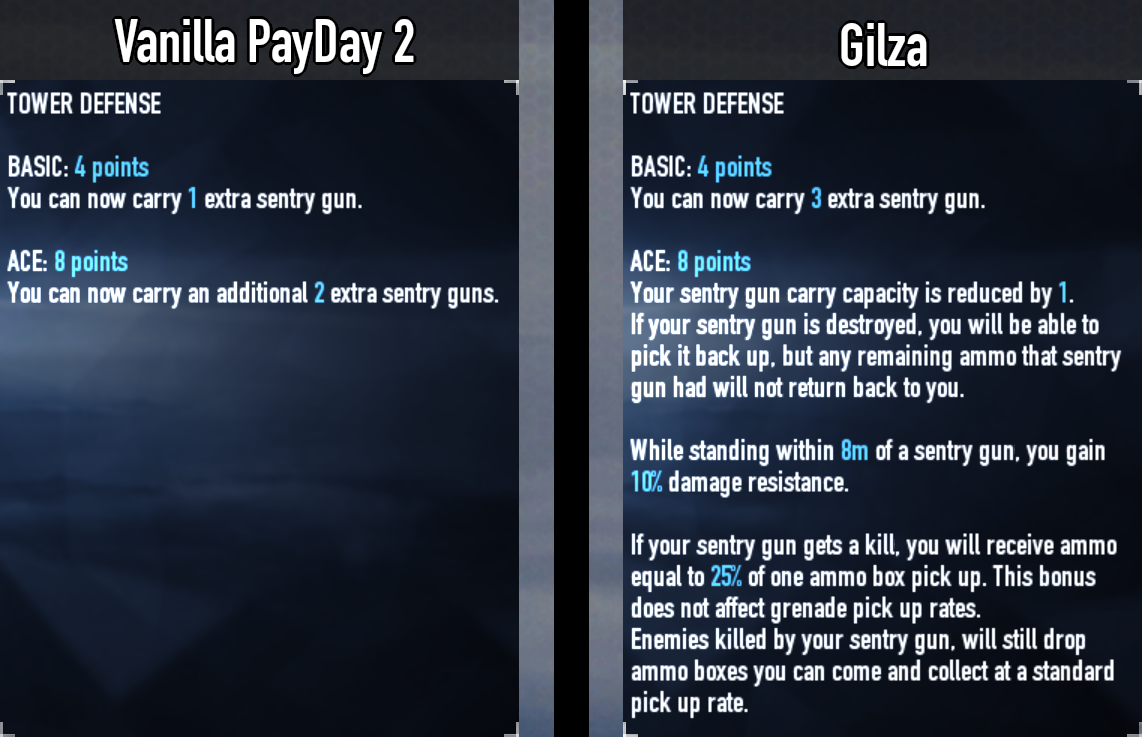 Vanilla PayDay 2
TOWER DEFENSE
BASIC: 4 points
You can now carry 1 extra sentry gun.
ACE: 8 points
You can now carry an additional 2 extra sentry guns.
Gilza
TOWER DEFENSE
BASIC: 4 points
You can now carry 3 extra sentry gun.
ACE: 8 points
Your sentry gun carry capacity is reduced by 1.
If your sentry gun is destroyed, you will be able to
pick it back up, but any remaining ammo that sentry
gun had will not return back to you.
While standing within 8m of a sentry gun, you gain
10% damage resistance.
If your sentry gun gets a kill, you will receive ammo
equal to 25% of one ammo box pick up. This bonus
does not affect grenade pick up rates.
Enemies killed by your sentry gun, will still drop
ammo boxes you can come and collect at a standard
pick up rate.